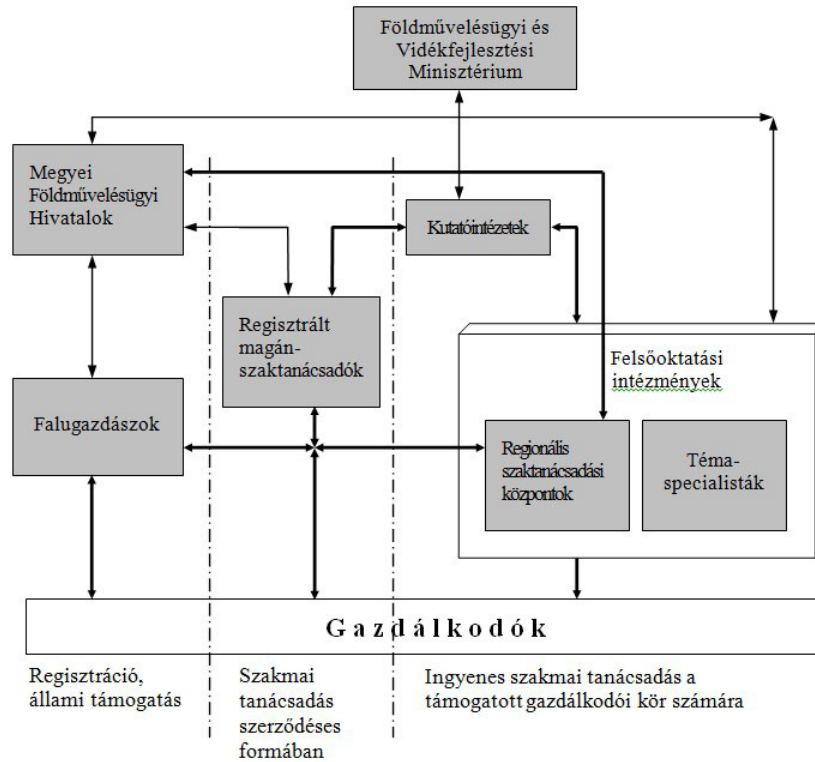 Földművelésügyi és
Vidékfejlesztési
Minisztérium
Megyei
Földművelésügyi
Hivatalok
Kutatóintézetek
Regisztrált
magán-
szaktanácsadók
Felsőoktatási
intézmények
Falugazdászok
Regionális
szaktanácsadási
központok
Téma-
specialisták
Gazdálkodók
Regisztráció,
állami támogatás
Szakmai
tanácsadás
szerződéses
formában
Ingyenes szakmai tanácsadás a
támogatott gazdálkodói kör számára